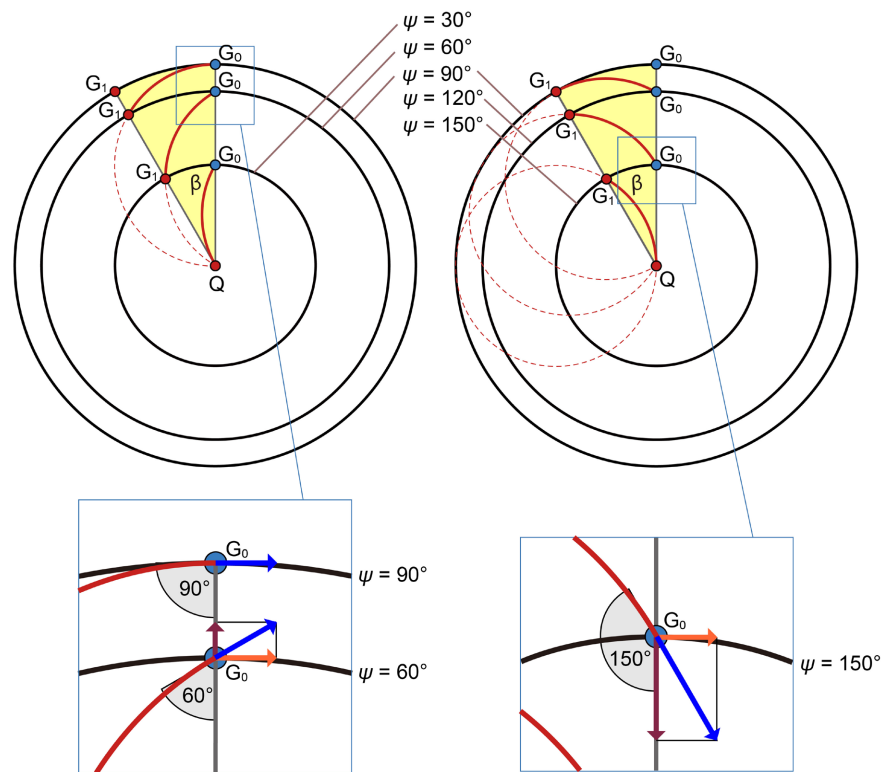 ψ = 30°
ψ = 60°
ψ = 90°
ψ = 120°
ψ = 150°
G₀
G₀
G₁
G₁
G₀
G₁
β
Q
G₀
G₁
G₀
G₁
G₀
β
G₁
Q
G₀
90°
ψ = 90°
G₀
60°
ψ = 60°
G₀
150°
ψ = 150°